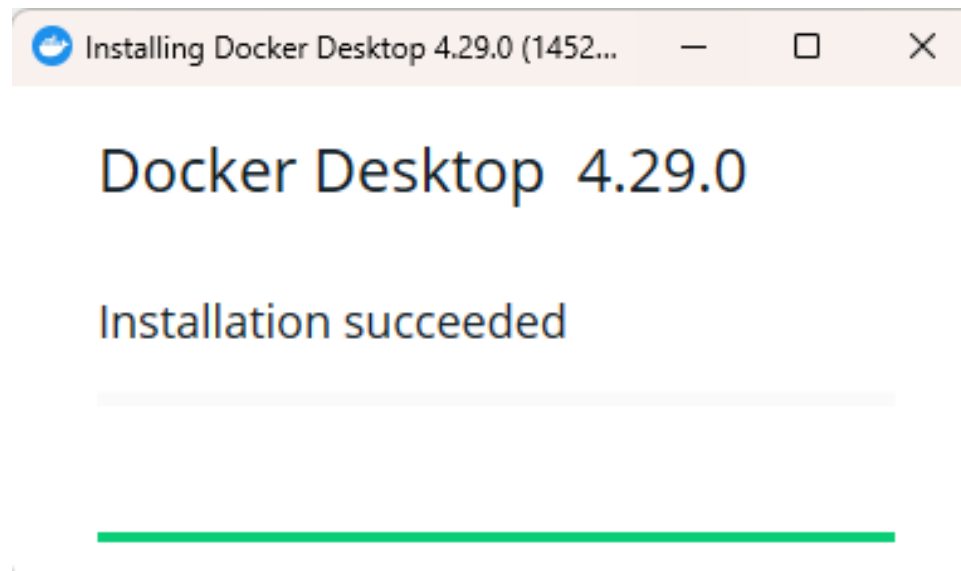 Installing Docker Desktop 4.29.0 (1452...
Docker Desktop 4.29.0
Installation succeeded